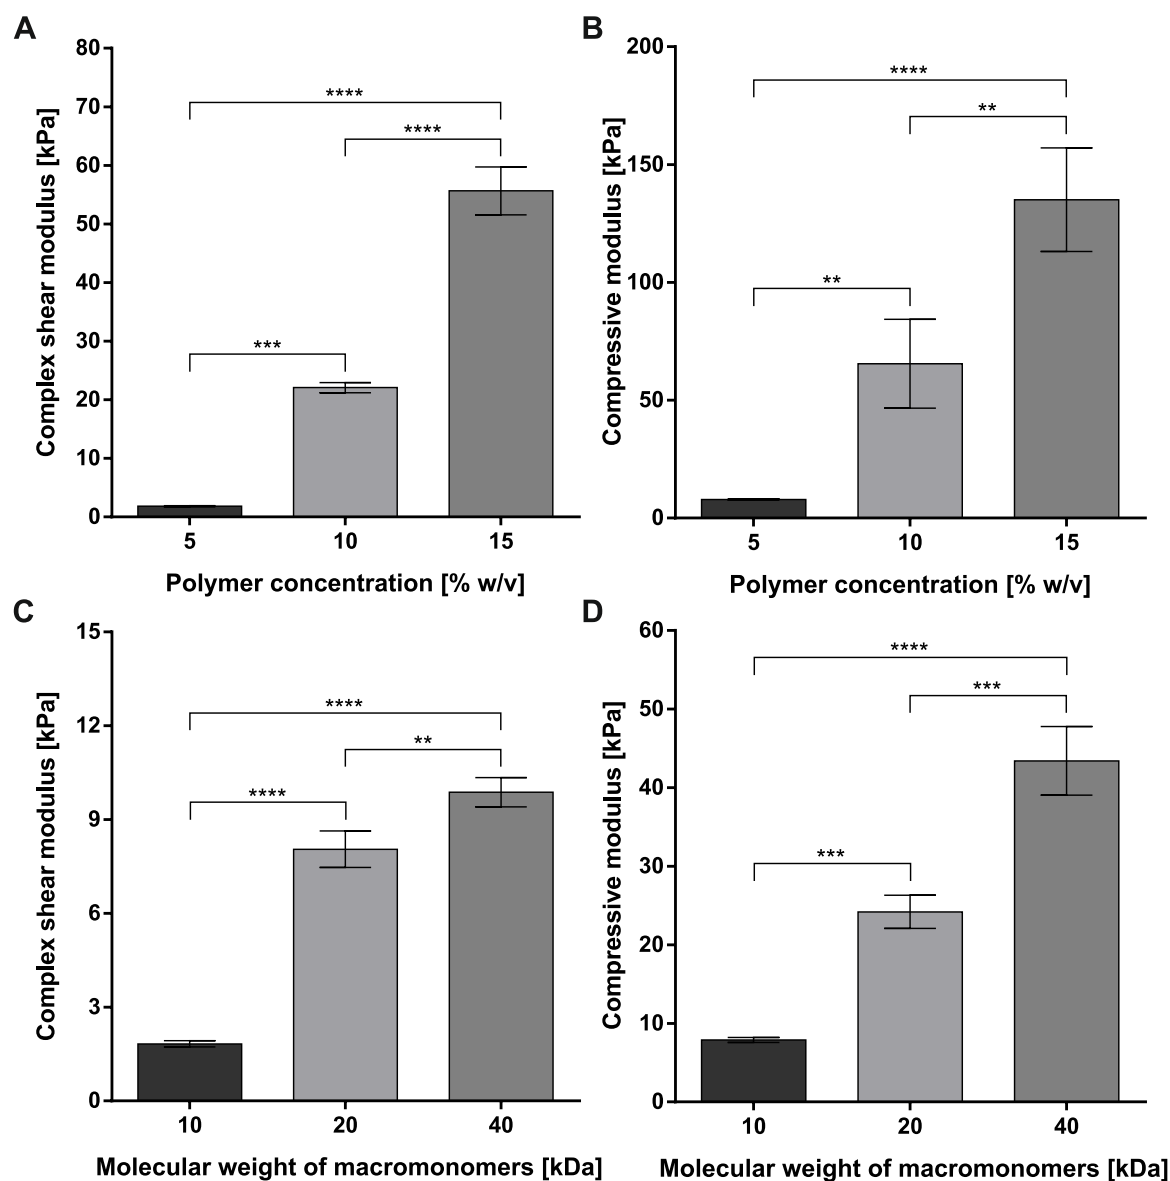 A
Complex shear modulus [kPa]
80
70
60
50
40
30
20
10
0
****
****
***
5 10 15
Polymer concentration [% w/v]
B
Compressive modulus [kPa]
200
150
100
50
0
****
**
**
5 10 15
Polymer concentration [% w/v]
C
Complex shear modulus [kPa]
15
12
9
6
3
0
****
**
****
10 20 40
Molecular weight of macromonomers [kDa]
D
Compressive modulus [kPa]
60
50
40
30
20
10
0
****
***
***
10 20 40
Molecular weight of macromonomers [kDa]